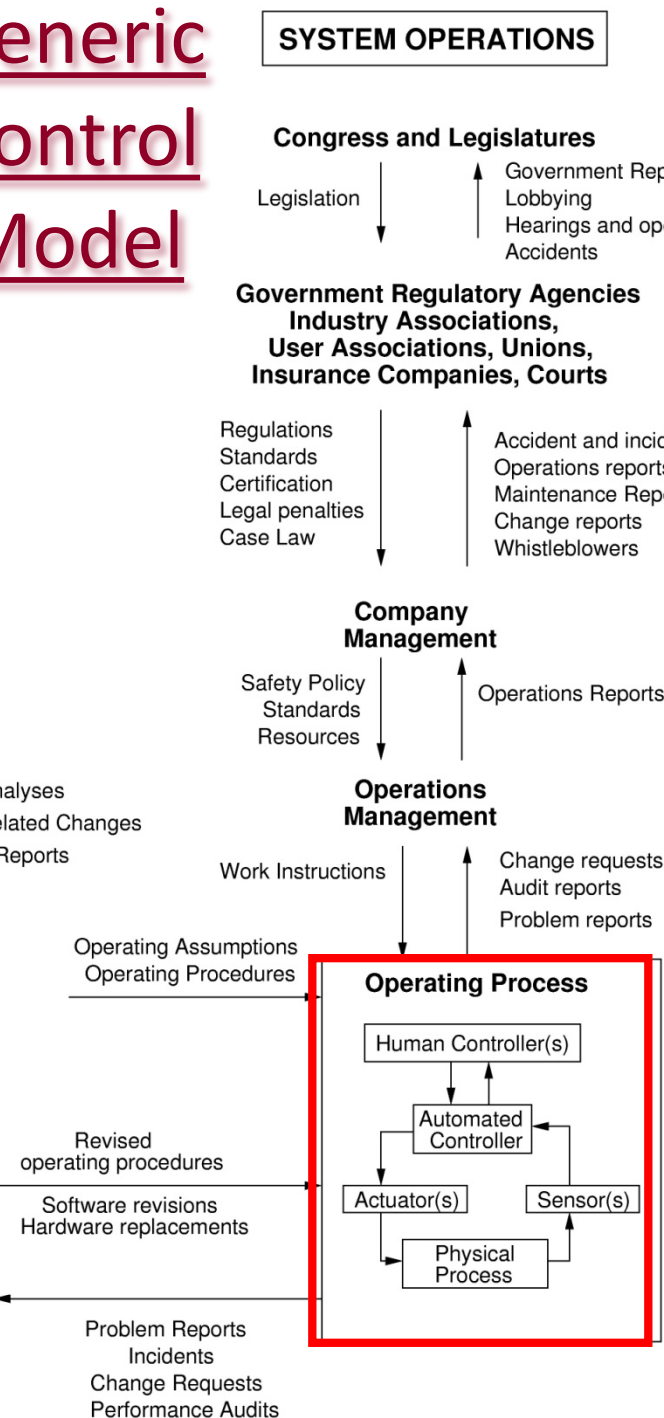 eneric
ontrol
Model
SYSTEM OPERATIONS
Congress and Legislatures
Legislation
Government Rep
Lobbying
Hearings and ope
Accidents
Government Regulatory Agencies
Industry Associations,
User Associations, Unions,
Insurance Companies, Courts
Regulations
Standards
Certification
Legal penalties
Case Law
Accident and incid
Operations reports
Maintenance Repo
Change reports
Whistleblowers
Company
Management
Safety Policy
Standards
Resources
Operations Reports
Operations
Management
nalyses
elated Changes
Reports
Work Instructions
Change requests
Audit reports
Problem reports
Operating Assumptions
Operating Procedures
Operating Process
Human Controller(s)
Automated
Controller
Actuator(s)
Sensor(s)
Physical
Process
Revised
operating procedures
Software revisions
Hardware replacements
Problem Reports
Incidents
Change Requests
Performance Audits